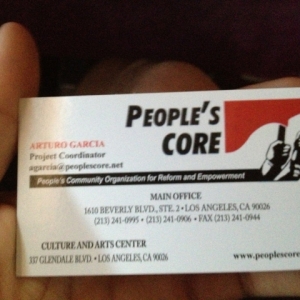 PEOPLE'S
CORE
ARTURO GARCIA
Project Coordinator
agarcia@peoplescore.net
People's Community Organization for Reform and Empowerment
MAIN OFFICE
1610 BEVERLY BLVD., STE. 2 • LOS ANGELES, CA 90026
(213) 241-0995 • (213) 241-0906 • FAX (213) 241-0944
CULTURE AND ARTS CENTER
337 GLENDALE BLVD. • LOS ANGELES, CA 90026
www.peoplescore